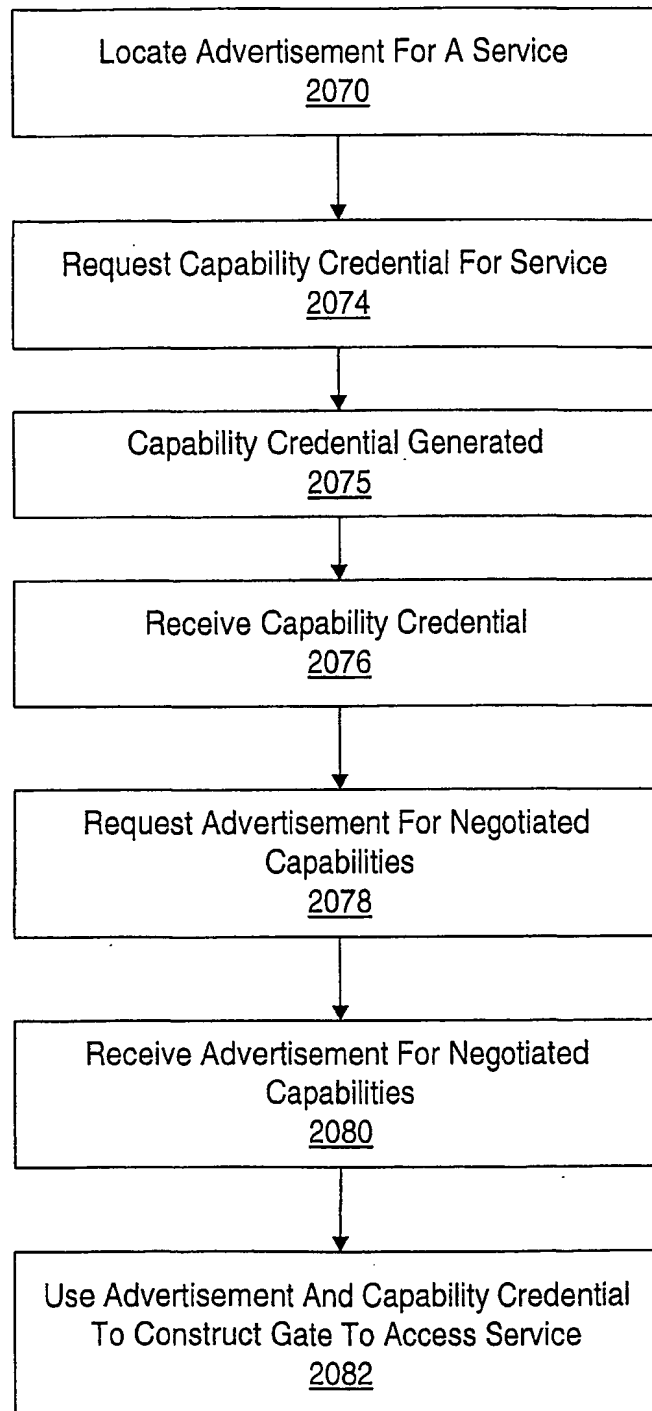 Locate Advertisement For A Service
2070
Request Capability Credential For Service
2074
Capability Credential Generated
2075
Receive Capability Credential
2076
Request Advertisement For Negotiated
Capabilities
2078
Receive Advertisement For Negotiated
Capabilities
2080
Use Advertisement And Capability Credential
To Construct Gate To Access Service
2082